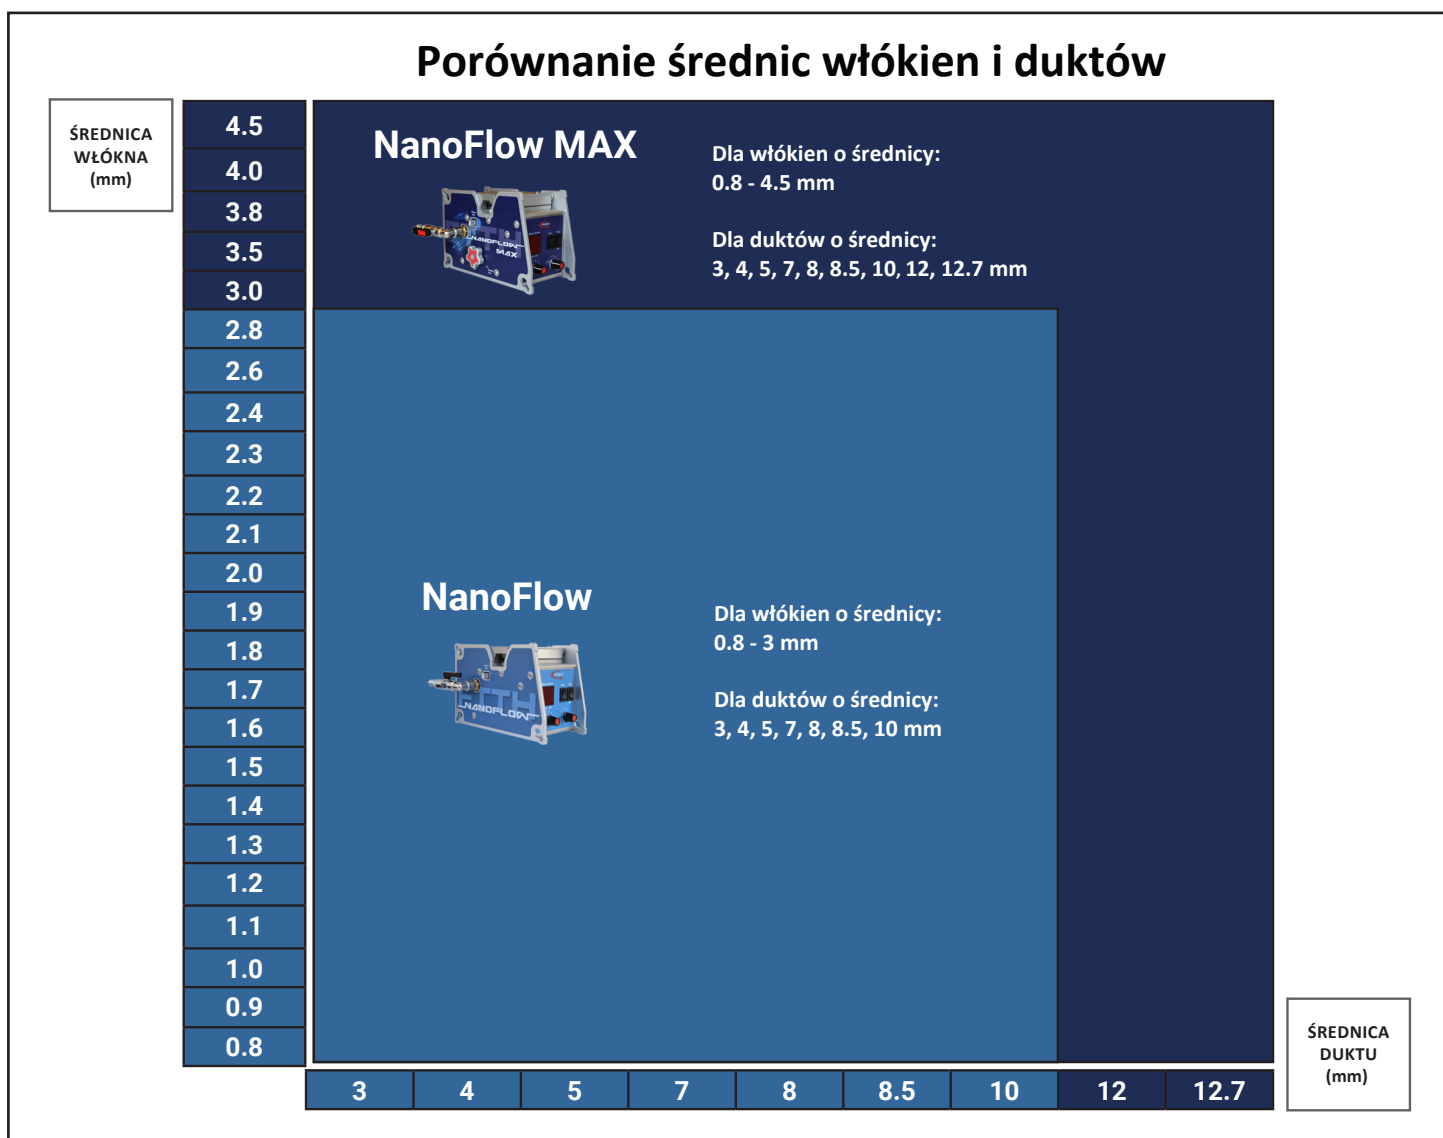 Porównanie średnic włókien i duktów
ŚREDNICA
WŁÓKNA
(mm)
4.5
4.0
3.8
3.5
3.0
2.8
2.6
2.4
2.3
2.2
2.1
2.0
1.9
1.8
1.7
1.6
1.5
1.4
1.3
1.2
1.1
1.0
0.9
0.8
NanoFlow MAX
NANOFLOW
MAX
Dla włókien o średnicy:
0.8 - 4.5 mm
Dla duktów o średnicy:
3, 4, 5, 7, 8, 8.5, 10, 12, 12.7 mm
NanoFlow
NANOFLOW
Dla włókien o średnicy:
0.8 - 3 mm
Dla duktów o średnicy:
3, 4, 5, 7, 8, 8.5, 10 mm
3 4 5 7 8 8.5 10 12 12.7
ŚREDNICA
DUKTU
(mm)